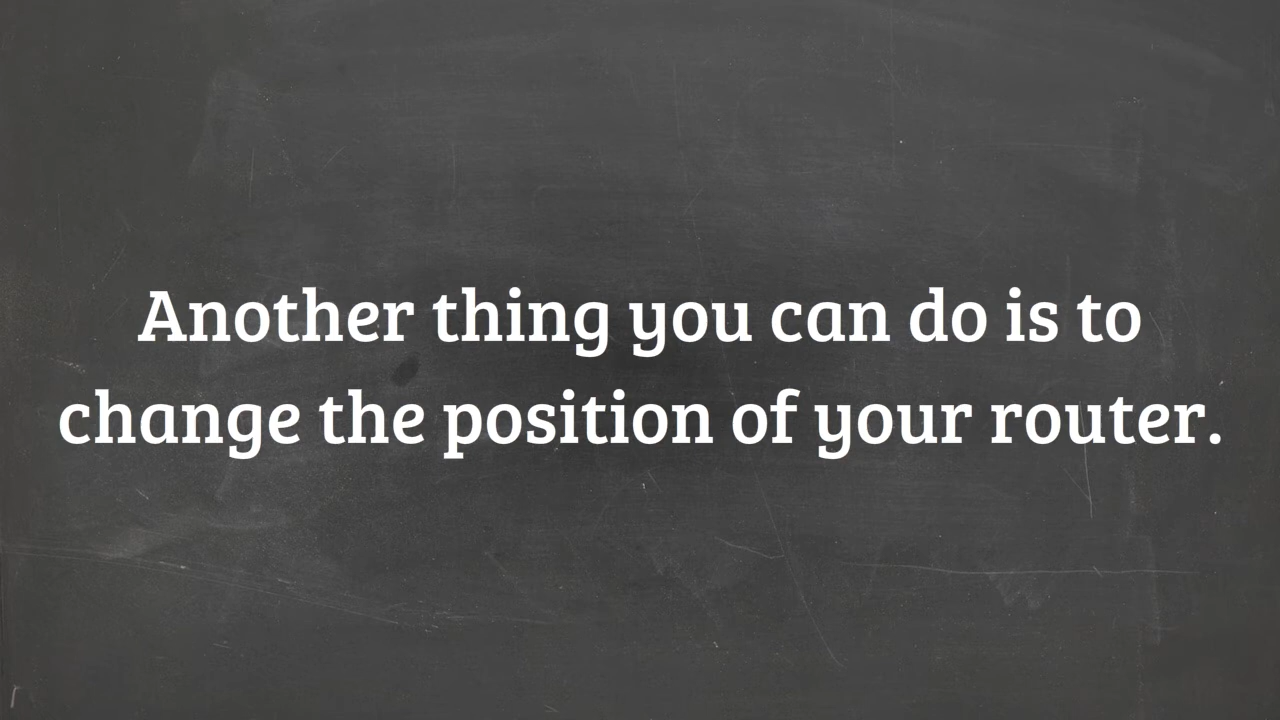 Another thing you can do is to
change the position of your router.